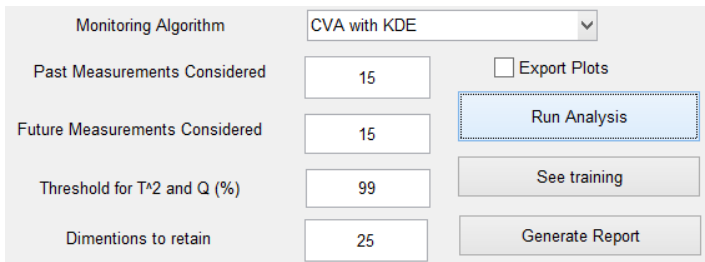 Monitoring Algorithm CVA with KDE
Past Measurements Considered 15 Export Plots
Future Measurements Considered 15 Run Analysis
Threshold for T^2 and Q (%) 99 See training
Dimentions to retain 25 Generate Report